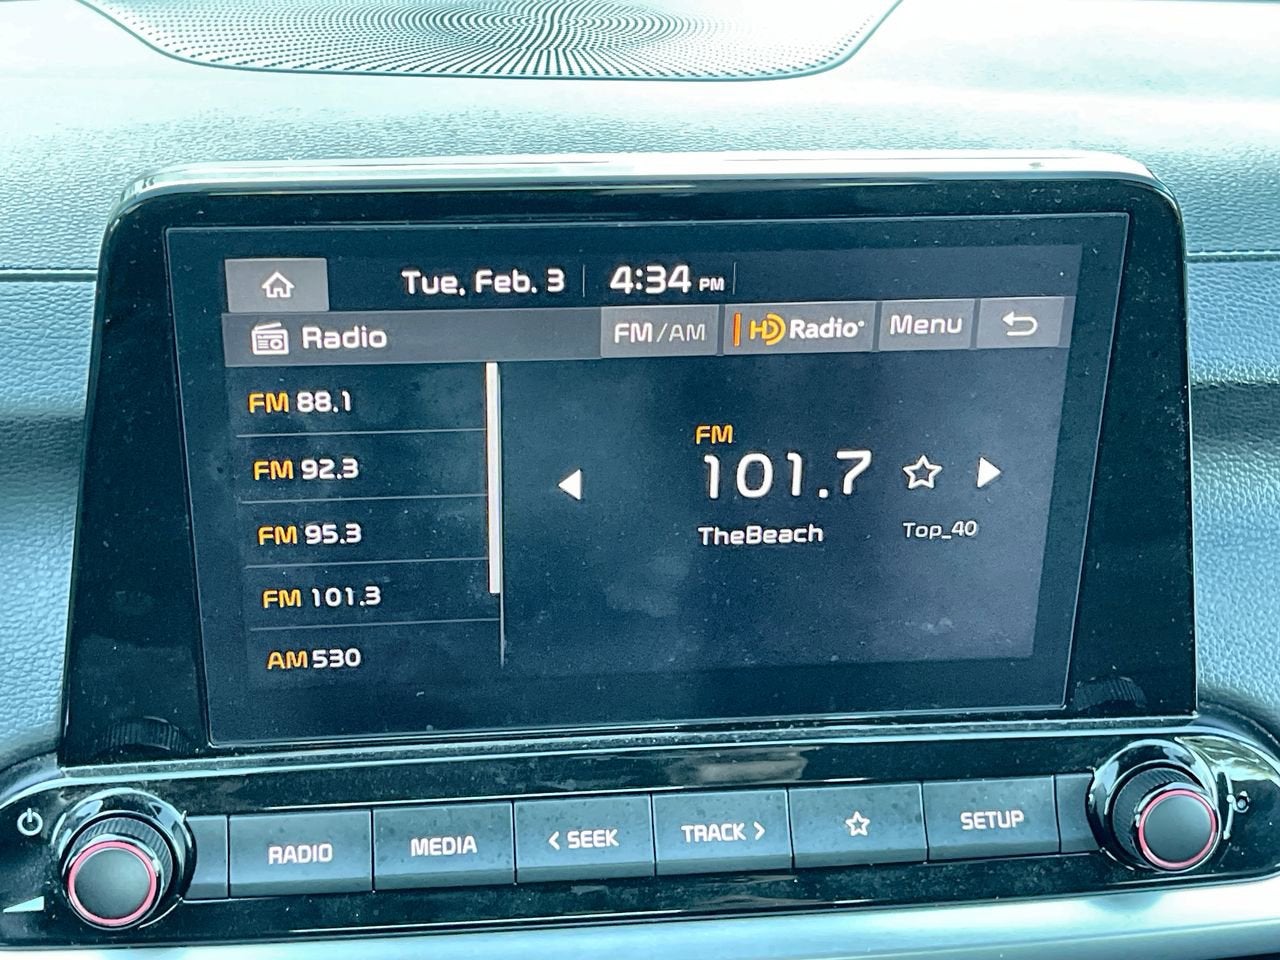 Tue, Feb. 3 4:34 PM
Radio FM/AM HD Radio Menu
FM 88.1
FM 92.3
FM 95.3
FM 101.3
AM 530
FM
101.7
TheBeach Top_40
RADIO MEDIA < SEEK TRACK > SETUP